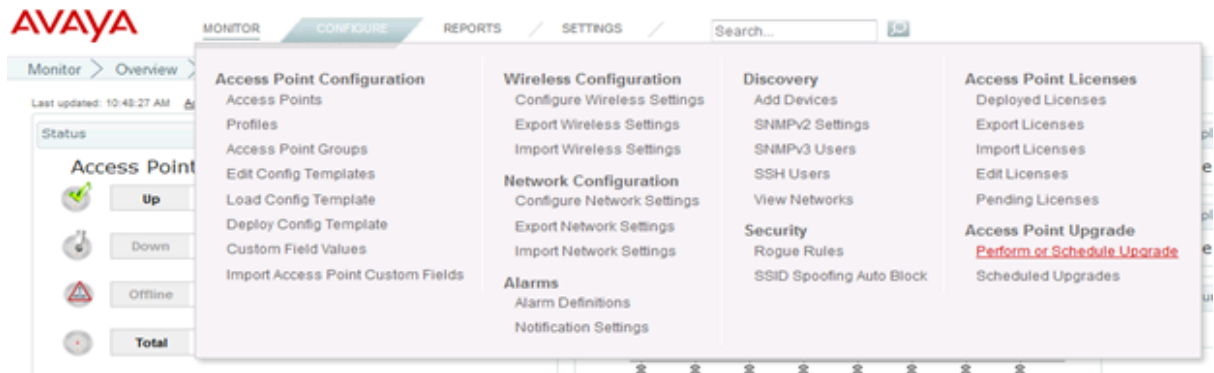 AVAYA
MONITOR CONFIGURE REPORTS SETTINGS Search...
Monitor > Overview >
Last updated: 10:48:27 AM
Status
Access Point
Up
Down
Offline
Total
Access Point Configuration
Access Points
Profiles
Access Point Groups
Edit Config Templates
Load Config Template
Deploy Config Template
Custom Field Values
Import Access Point Custom Fields
Wireless Configuration
Configure Wireless Settings
Export Wireless Settings
Import Wireless Settings
Network Configuration
Configure Network Settings
Export Network Settings
Import Network Settings
Alarms
Alarm Definitions
Notification Settings
Discovery
Add Devices
SNMPv2 Settings
SNMPv3 Users
SSH Users
View Networks
Security
Rogue Rules
SSID Spoofing Auto Block
Access Point Licenses
Deployed Licenses
Export Licenses
Import Licenses
Edit Licenses
Pending Licenses
Access Point Upgrade
Perform or Schedule Upgrade
Scheduled Upgrades